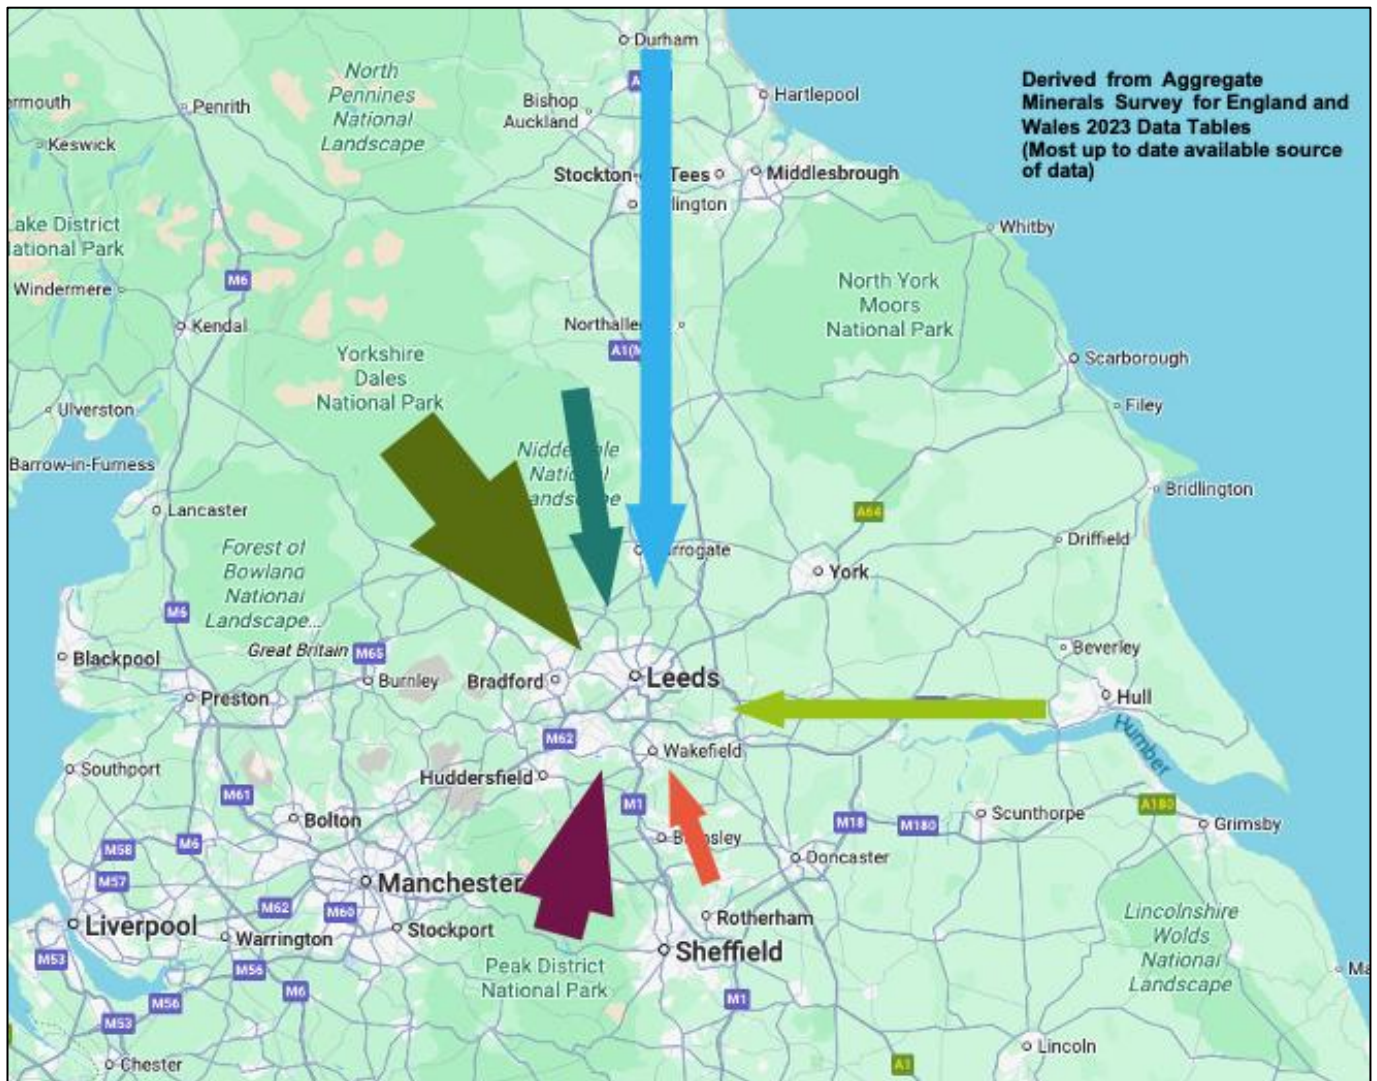 Durham
North
Pennines
National
Landscape
Derived from Aggregate
Minerals Survey for England and
Wales 2023 Data Tables
(Most up to date available source
of data)
Penrith
Bishop
Auckland
Hartlepool
Keswick
Stockton-
Tees
Middlesbrough
Lake District
National Park
Whitby
M6
Windermere
North York
Moors
National Park
Kendal
Yorkshire
Dales
National Park
Scarborough
Ulverston
Filey
Barrow-in-Furness
Lancaster
A64
Bridlington
Driffield
Forest of
Bowland
National
Landscape...
York
M6
Great Britain
M65
Blackpool
Burnley
Bradford
Leeds
Beverley
Preston
Hull
Humber
M62
Wakefield
Southport
Huddersfield
M61
M1
A180
Bolton
Scunthorpe
Grimsby
M58
M6
M18
M180
Doncaster
M57
Manchester
M62
M60
Liverpool
Warrington
Stockport
Rotherham
Lincolnshire
Wolds
National
Landscape
Sheffield
M53
M56
Peak District
National Park
M56
M6
M1
M53
Lincoln
Chester